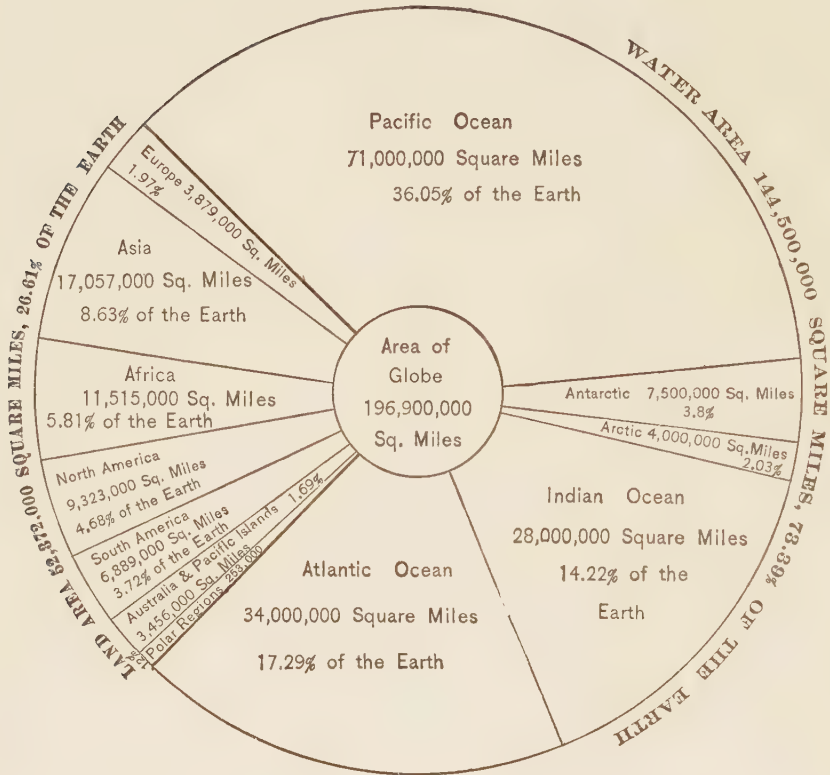 WATER AREA 144,500,000 SQUARE MILES, 73.39% OF THE EARTH
LAND AREA 52,372,000 SQUARE MILES, 26.61% OF THE EARTH
Pacific Ocean
71,000,000 Square Miles
36.05% of the Earth
Europe 3,879,000 Sq. Miles
1.97%
Asia
17,057,000 Sq. Miles
8.63% of the Earth
Africa
11,515,000 Sq. Miles
5.81% of the Earth
North America
9,323,000 Sq. Miles
4.68% of the Earth
South America
6,889,000 Sq. Miles
3.72% of the Earth
Australia & Pacific Islands 1.69%
3,456,000 Sq. Miles
Polar Regions 253,000
.12%
Area of
Globe
196,900,000
Sq. Miles
Antarctic 7,500,000 Sq. Miles
3.8%
Arctic 4,000,000 Sq.Miles
2.03%
Indian Ocean
28,000,000 Square Miles
14.22% of the
Earth
Atlantic Ocean
34,000,000 Square Miles
17.29% of the Earth